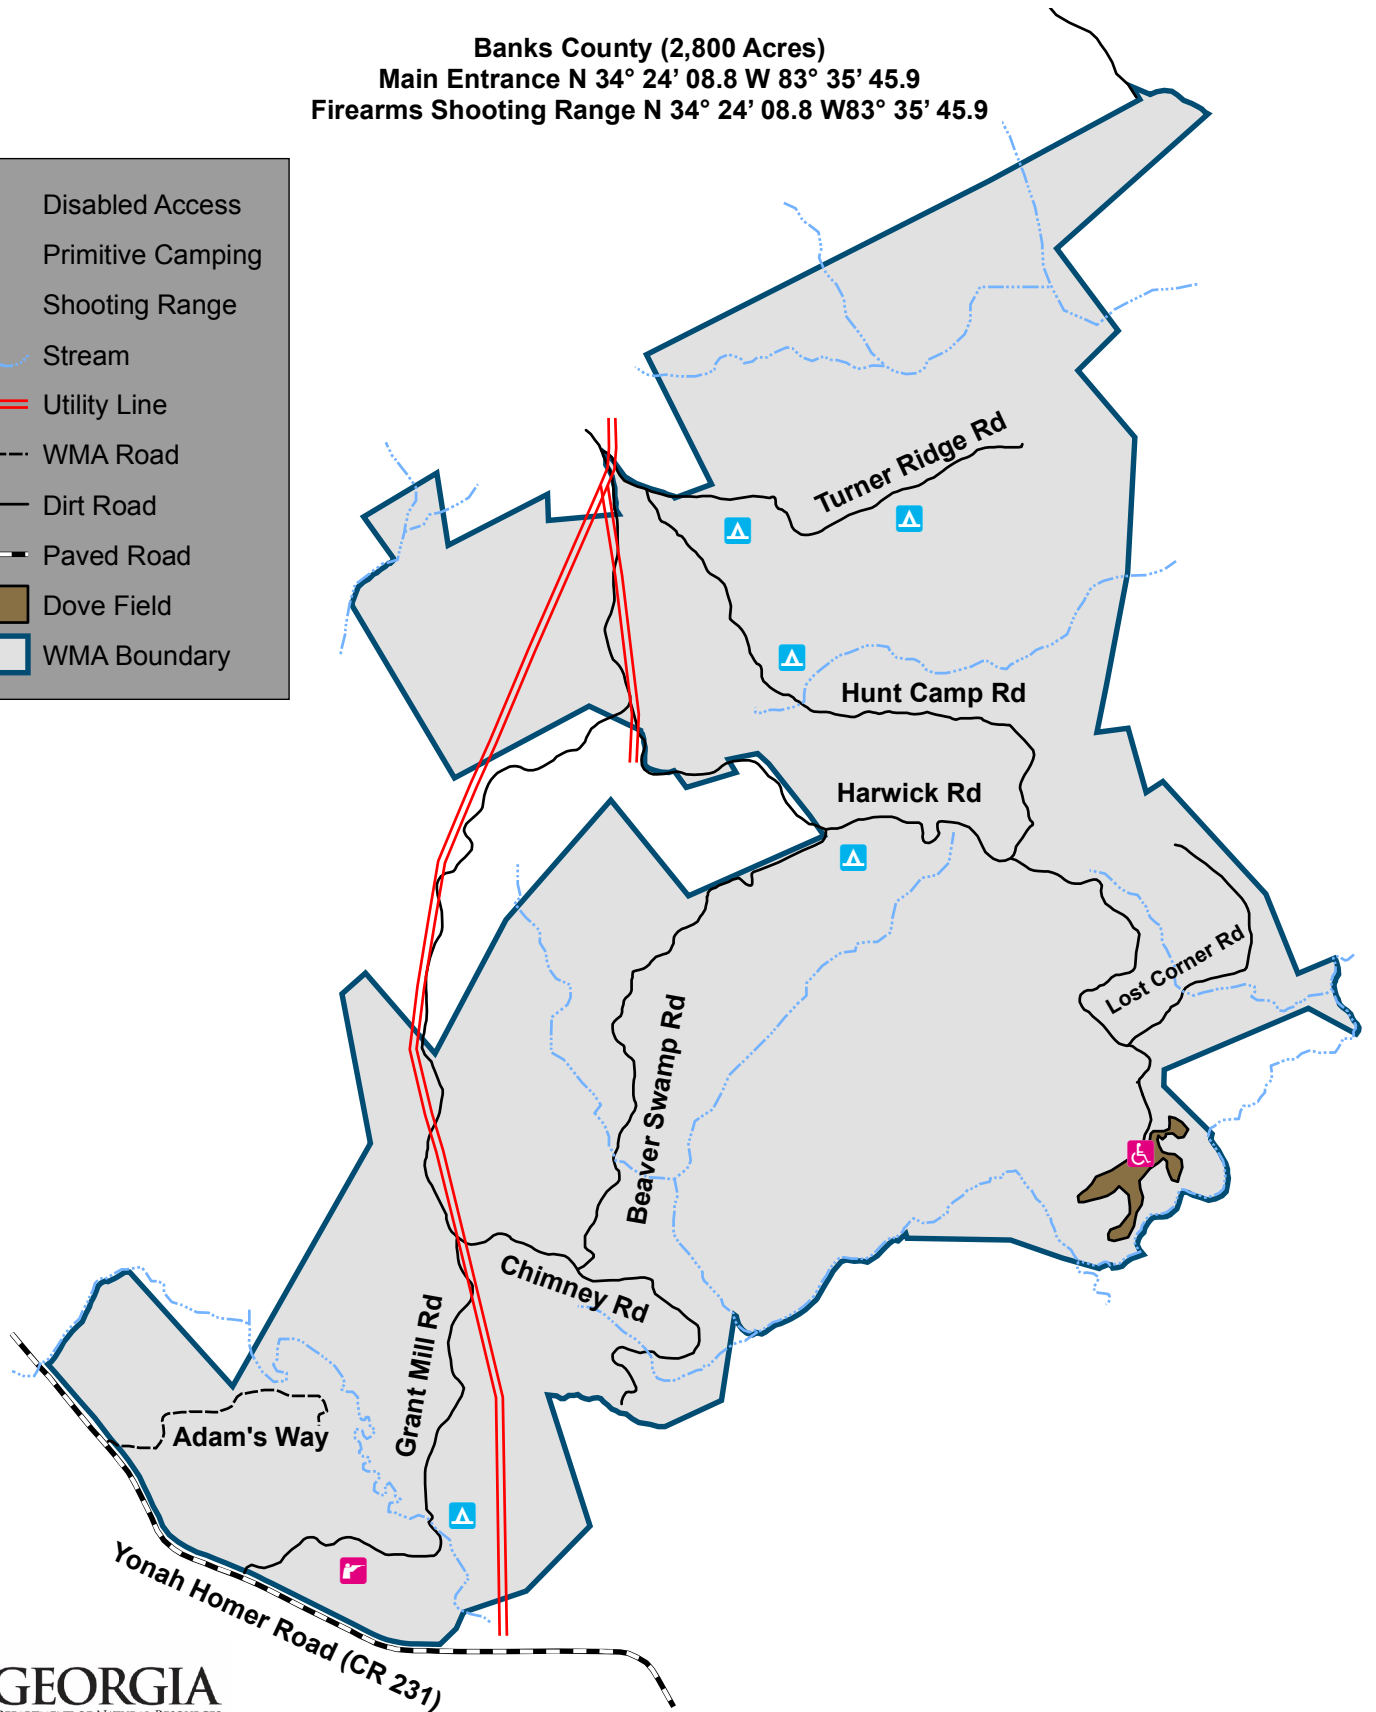 Banks County (2,800 Acres)
Main Entrance N 34° 24’ 08.8 W 83° 35’ 45.9
Firearms Shooting Range N 34° 24’ 08.8 W83° 35’ 45.9
Disabled Access
Primitive Camping
Shooting Range
Stream
Utility Line
WMA Road
Dirt Road
Paved Road
Dove Field
WMA Boundary
Turner Ridge Rd
Hunt Camp Rd
Harwick Rd
Lost Corner Rd
Beaver Swamp Rd
Chimney Rd
Grant Mill Rd
Adam's Way
Yonah Homer Road (CR 231)
GEORGIA